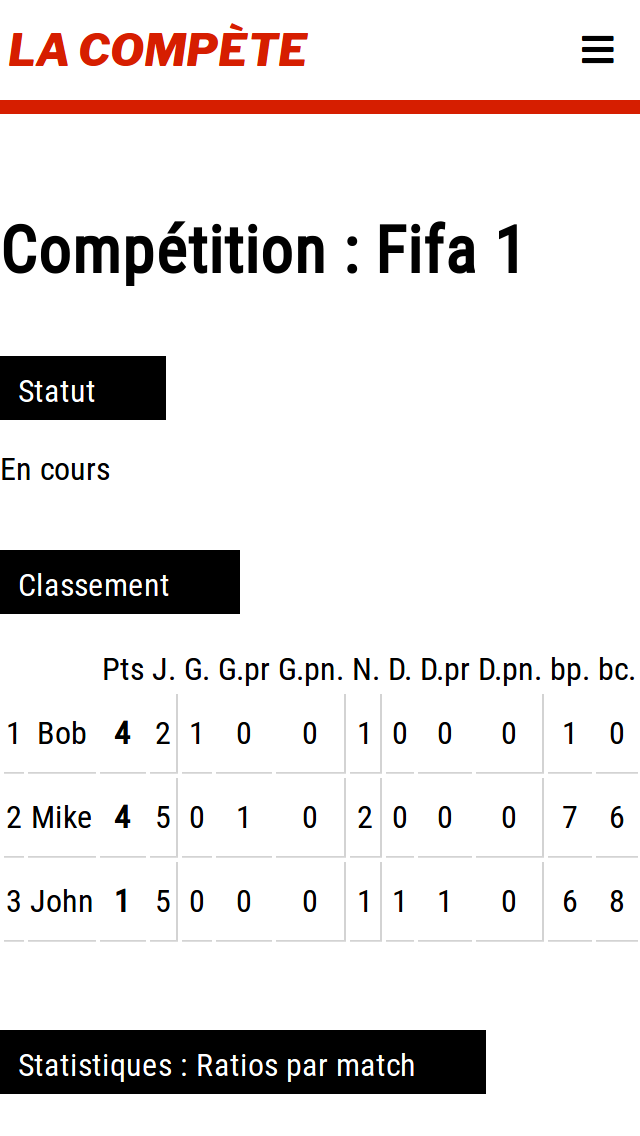 LA COMPÈTE
Compétition : Fifa 1
Statut
En cours
Classement
Pts J. G. G.pr G.pn. N. D. D.pr D.pn. bp. bc.
1 Bob 4 2 1 0 0 1 0 0 0 1 0
2 Mike 4 5 0 1 0 2 0 0 0 7 6
3 John 1 5 0 0 0 1 1 1 0 6 8
Statistiques : Ratios par match